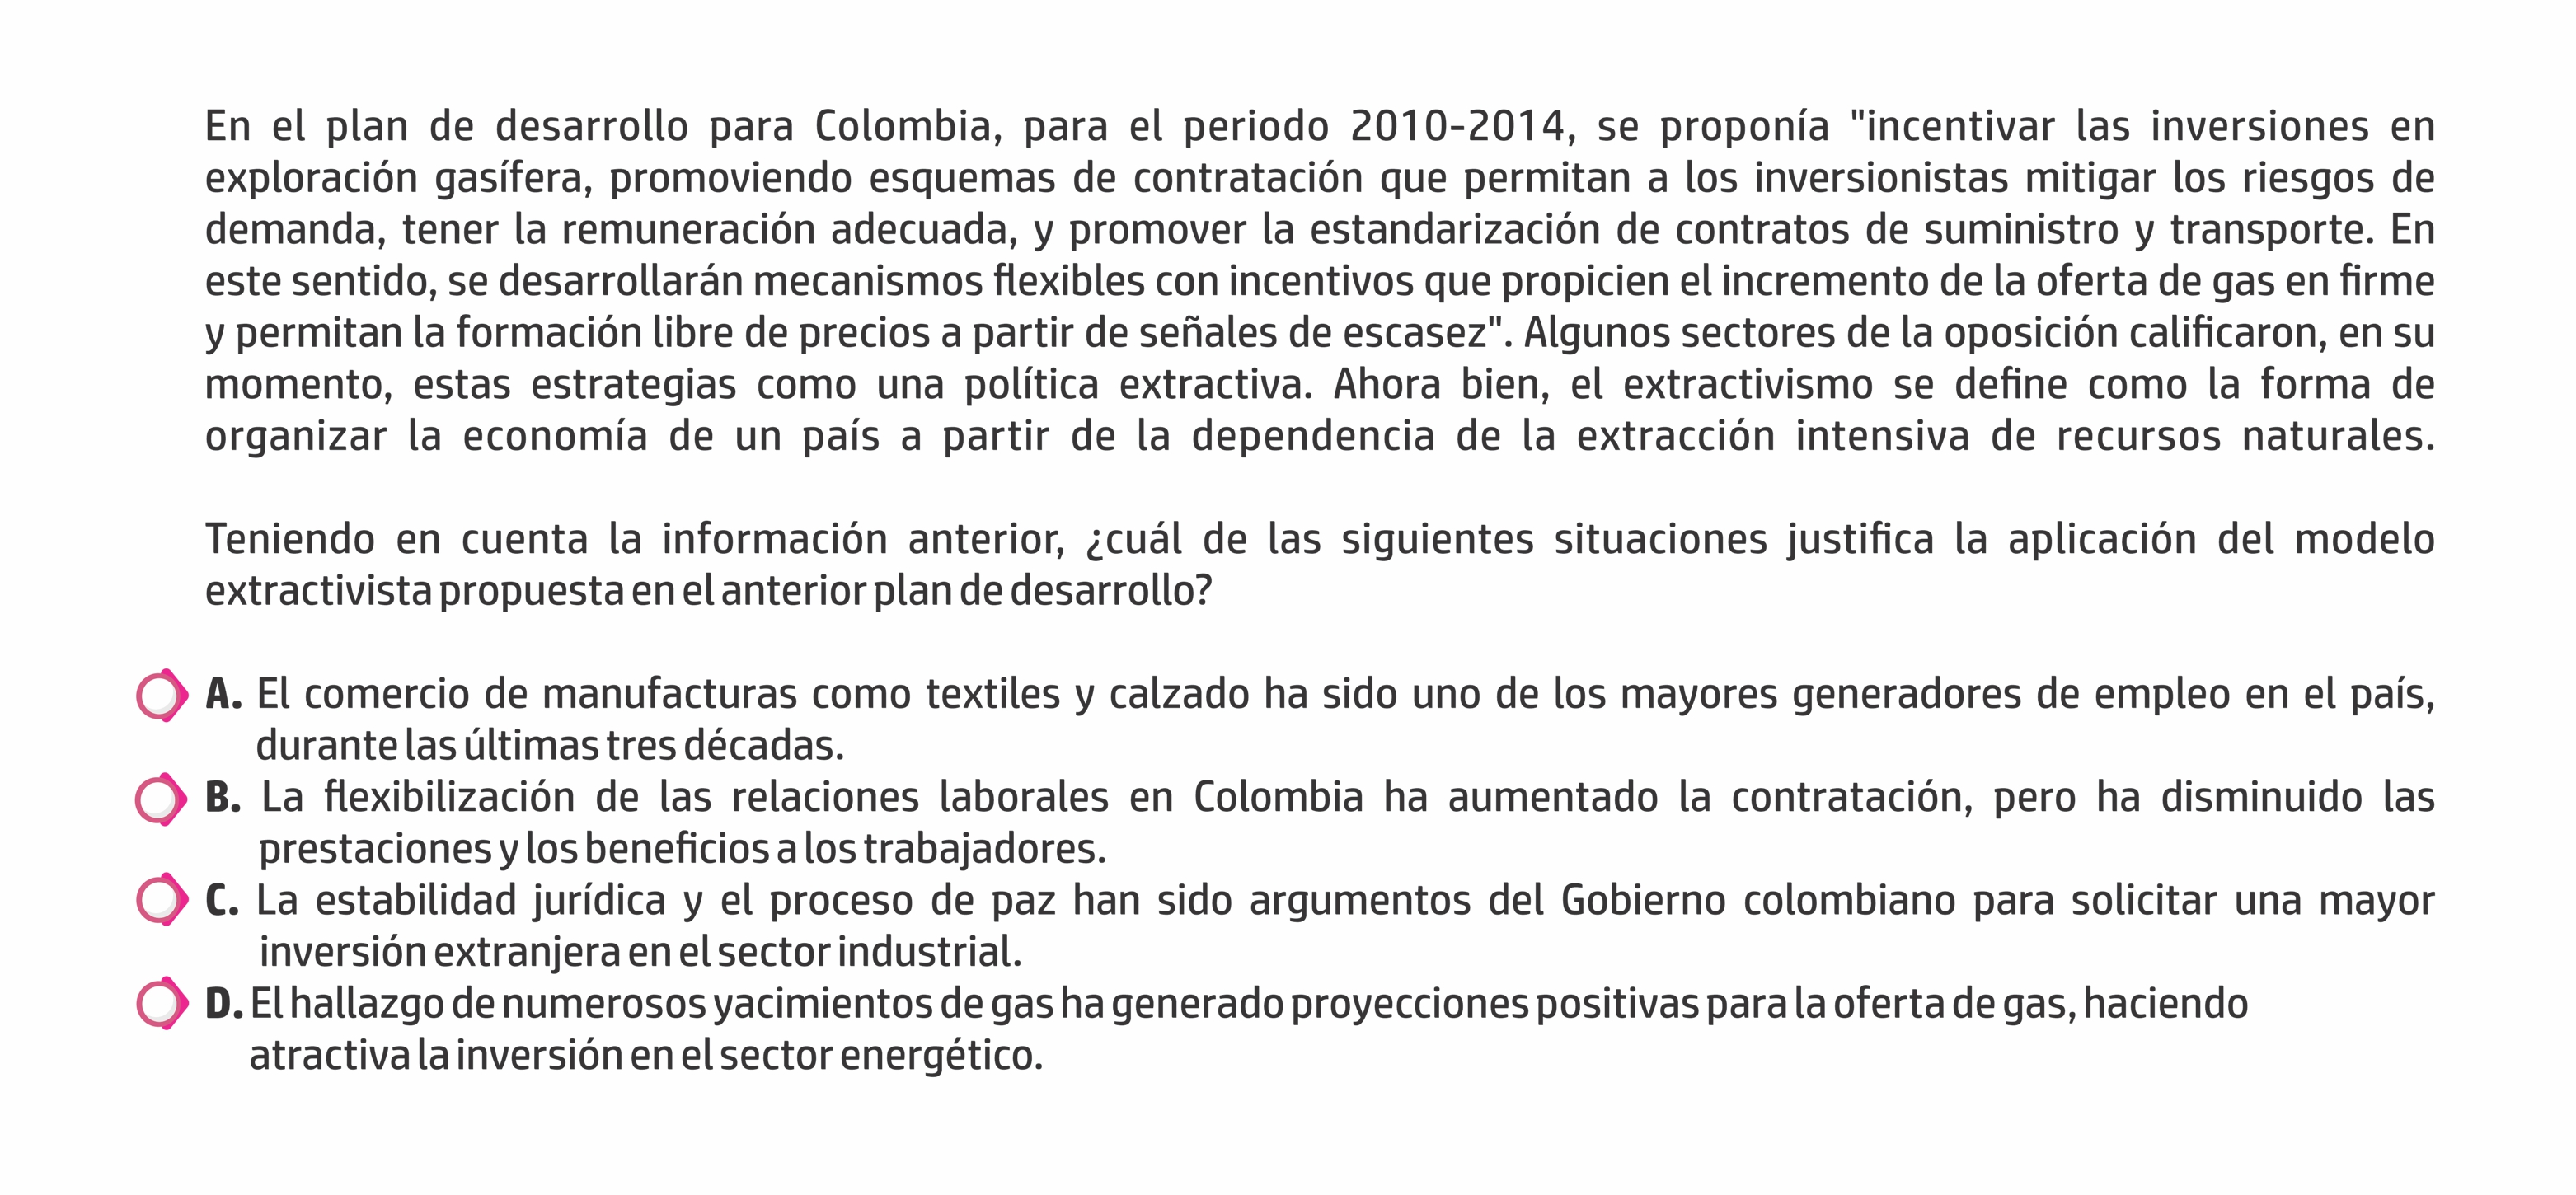 En el plan de desarrollo para Colombia, para el periodo 2010-2014, se proponía "incentivar las inversiones en
exploración gasífera, promoviendo esquemas de contratación que permitan a los inversionistas mitigar los riesgos de
demanda, tener la remuneración adecuada, y promover la estandarización de contratos de suministro y transporte. En
este sentido, se desarrollarán mecanismos flexibles con incentivos que propicien el incremento de la oferta de gas en firme
y permitan la formación libre de precios a partir de señales de escasez". Algunos sectores de la oposición calificaron, en su
momento, estas estrategias como una política extractiva. Ahora bien, el extractivismo se define como la forma de
organizar la economía de un país a partir de la dependencia de la extracción intensiva de recursos naturales.
Teniendo en cuenta la información anterior, ¿cuál de las siguientes situaciones justifica la aplicación del modelo
extractivista propuesta en el anterior plan de desarrollo?
A. El comercio de manufacturas como textiles y calzado ha sido uno de los mayores generadores de empleo en el país,
durante las últimas tres décadas.
B. La flexibilización de las relaciones laborales en Colombia ha aumentado la contratación, pero ha disminuido las
prestaciones y los beneficios a los trabajadores.
C. La estabilidad jurídica y el proceso de paz han sido argumentos del Gobierno colombiano para solicitar una mayor
inversión extranjera en el sector industrial.
D. El hallazgo de numerosos yacimientos de gas ha generado proyecciones positivas para la oferta de gas, haciendo
atractiva la inversión en el sector energético.